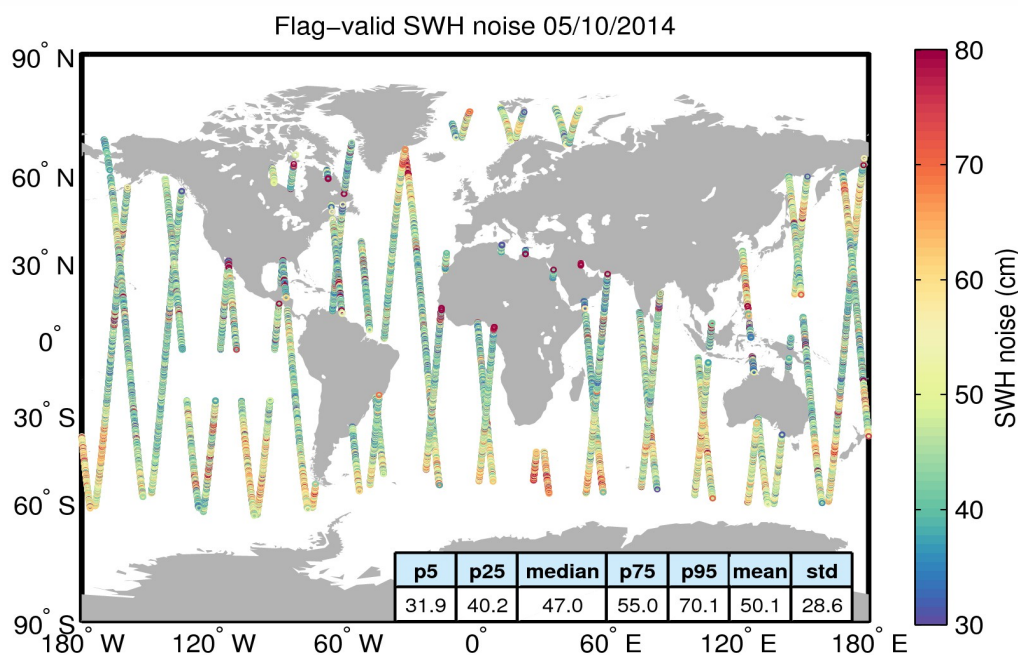 Flag−valid SWH noise 05/10/2014
90° N
60° N
30° N
0°
30° S
60° S
90° S
180° W
120° W
60° W
0°
60° E
120° E
180° E
p5 p25 median p75 p95 mean std
31.9 40.2 47.0 55.0 70.1 50.1 28.6
80
70
60
50
40
30
SWH noise (cm)